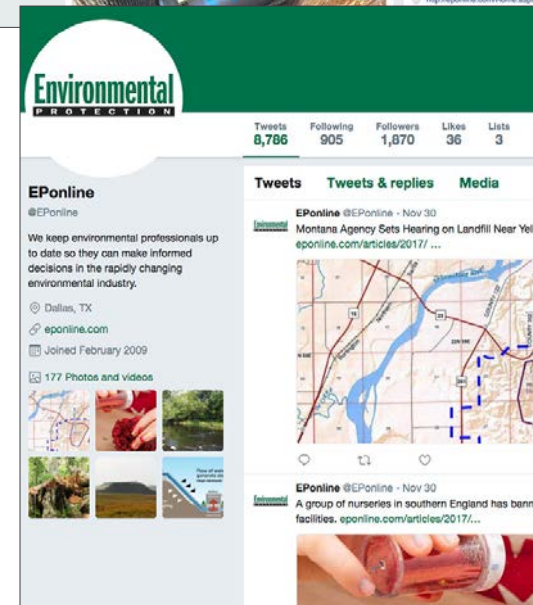 Environmental
PROTECTION
Tweets Following Followers Likes Lists
8,786 905 1,870 36 3
EPonline
@EPonline
We keep environmental professionals up
to date so they can make informed
decisions in the rapidly changing
environmental industry.
Dallas, TX
eponline.com
Joined February 2009
177 Photos and videos
Tweets Tweets & replies Media
EPonline @EPonline · Nov 30
Montana Agency Sets Hearing on Landfill Near Yel
eponline.com/articles/2017/ …
EPonline @EPonline · Nov 30
A group of nurseries in southern England has bann
facilities. eponline.com/articles/2017/...